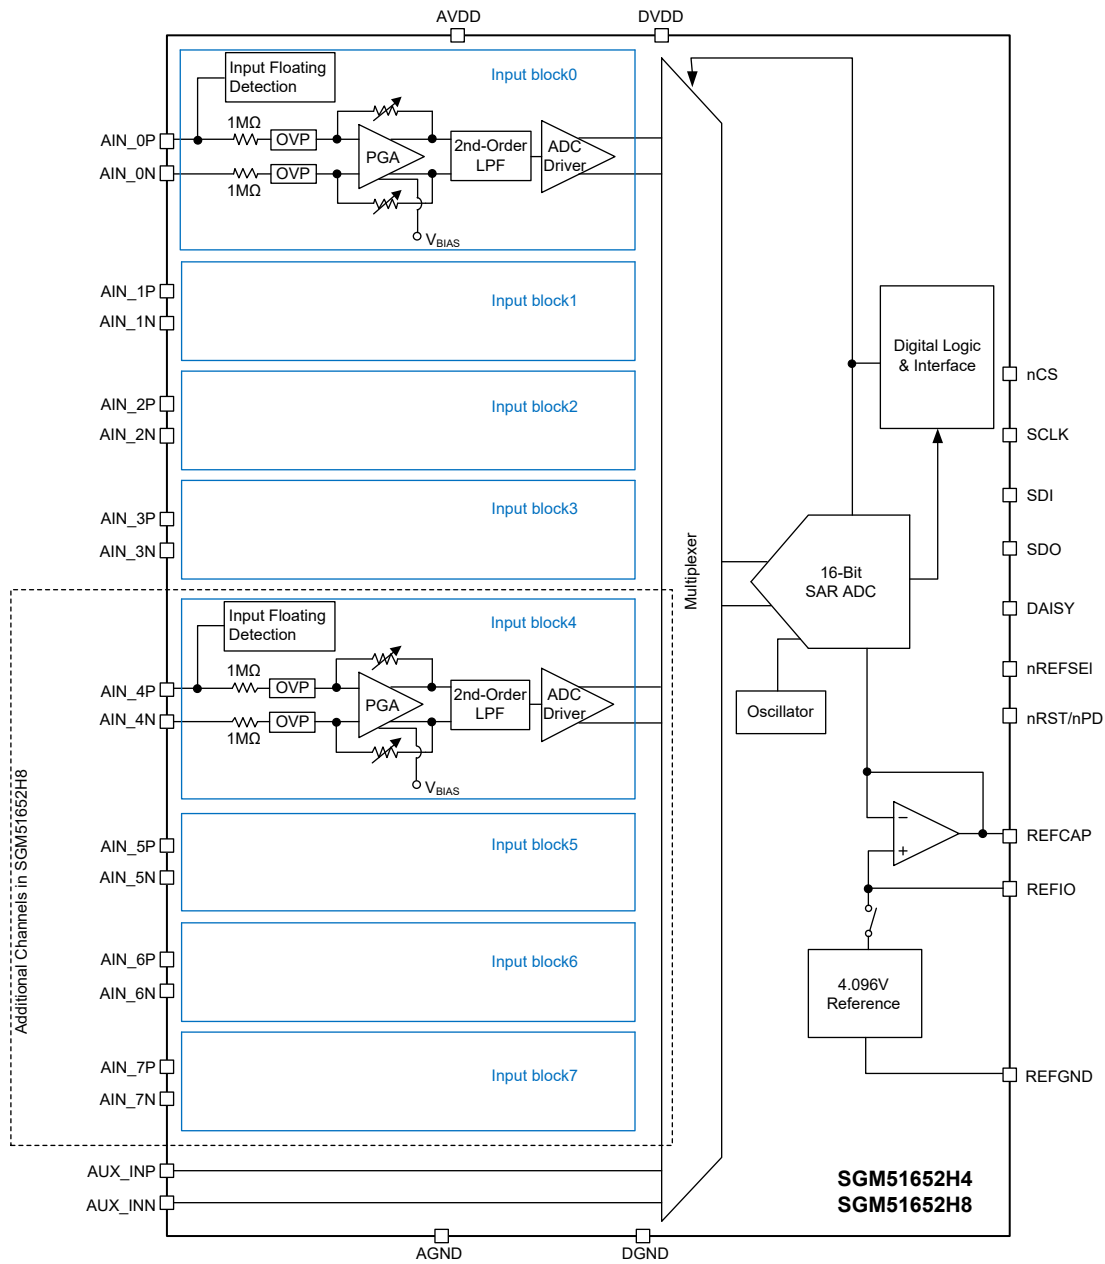 AVDD
DVDD
Input Floating
Detection
Input block0
AIN_0P
1MΩ
OVP
PGA
2nd-Order
LPF
ADC
Driver
AIN_0N
1MΩ
OVP
VBIAS
AIN_1P
AIN_1N
Input block1
AIN_2P
AIN_2N
Input block2
AIN_3P
AIN_3N
Input block3
Multiplexer
Digital Logic
& Interface
16-Bit
SAR ADC
Oscillator
nCS
SCLK
SDI
SDO
DAISY
nREFSEl
nRST/nPD
−
+
REFCAP
REFIO
4.096V
Reference
REFGND
Additional Channels in SGM51652H8
Input Floating
Detection
Input block4
AIN_4P
1MΩ
OVP
PGA
2nd-Order
LPF
ADC
Driver
AIN_4N
1MΩ
OVP
VBIAS
AIN_5P
AIN_5N
Input block5
AIN_6P
AIN_6N
Input block6
AIN_7P
AIN_7N
Input block7
AUX_INP
AUX_INN
SGM51652H4
SGM51652H8
AGND
DGND